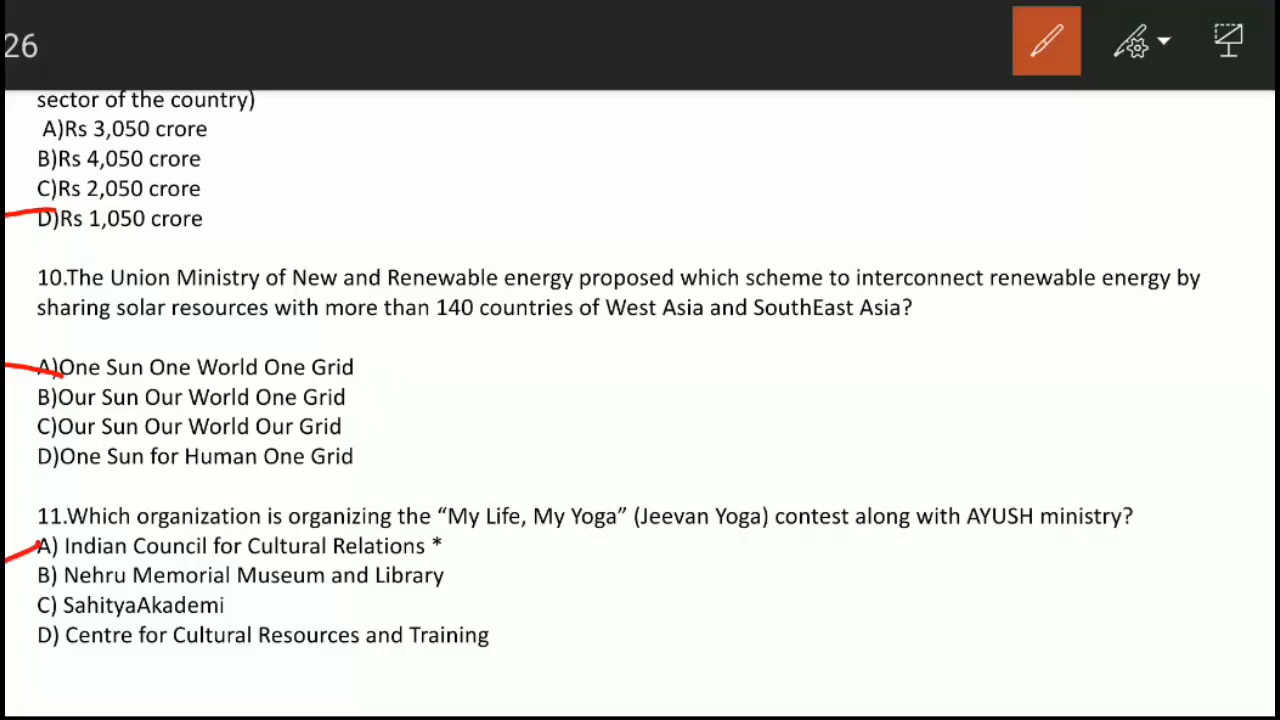 26
sector of the country)
A)Rs 3,050 crore
B)Rs 4,050 crore
C)Rs 2,050 crore
D)Rs 1,050 crore
10.The Union Ministry of New and Renewable energy proposed which scheme to interconnect renewable energy by
sharing solar resources with more than 140 countries of West Asia and SouthEast Asia?
A)One Sun One World One Grid
B)Our Sun Our World One Grid
C)Our Sun Our World Our Grid
D)One Sun for Human One Grid
11.Which organization is organizing the “My Life, My Yoga” (Jeevan Yoga) contest along with AYUSH ministry?
A) Indian Council for Cultural Relations *
B) Nehru Memorial Museum and Library
C) SahityaAkademi
D) Centre for Cultural Resources and Training